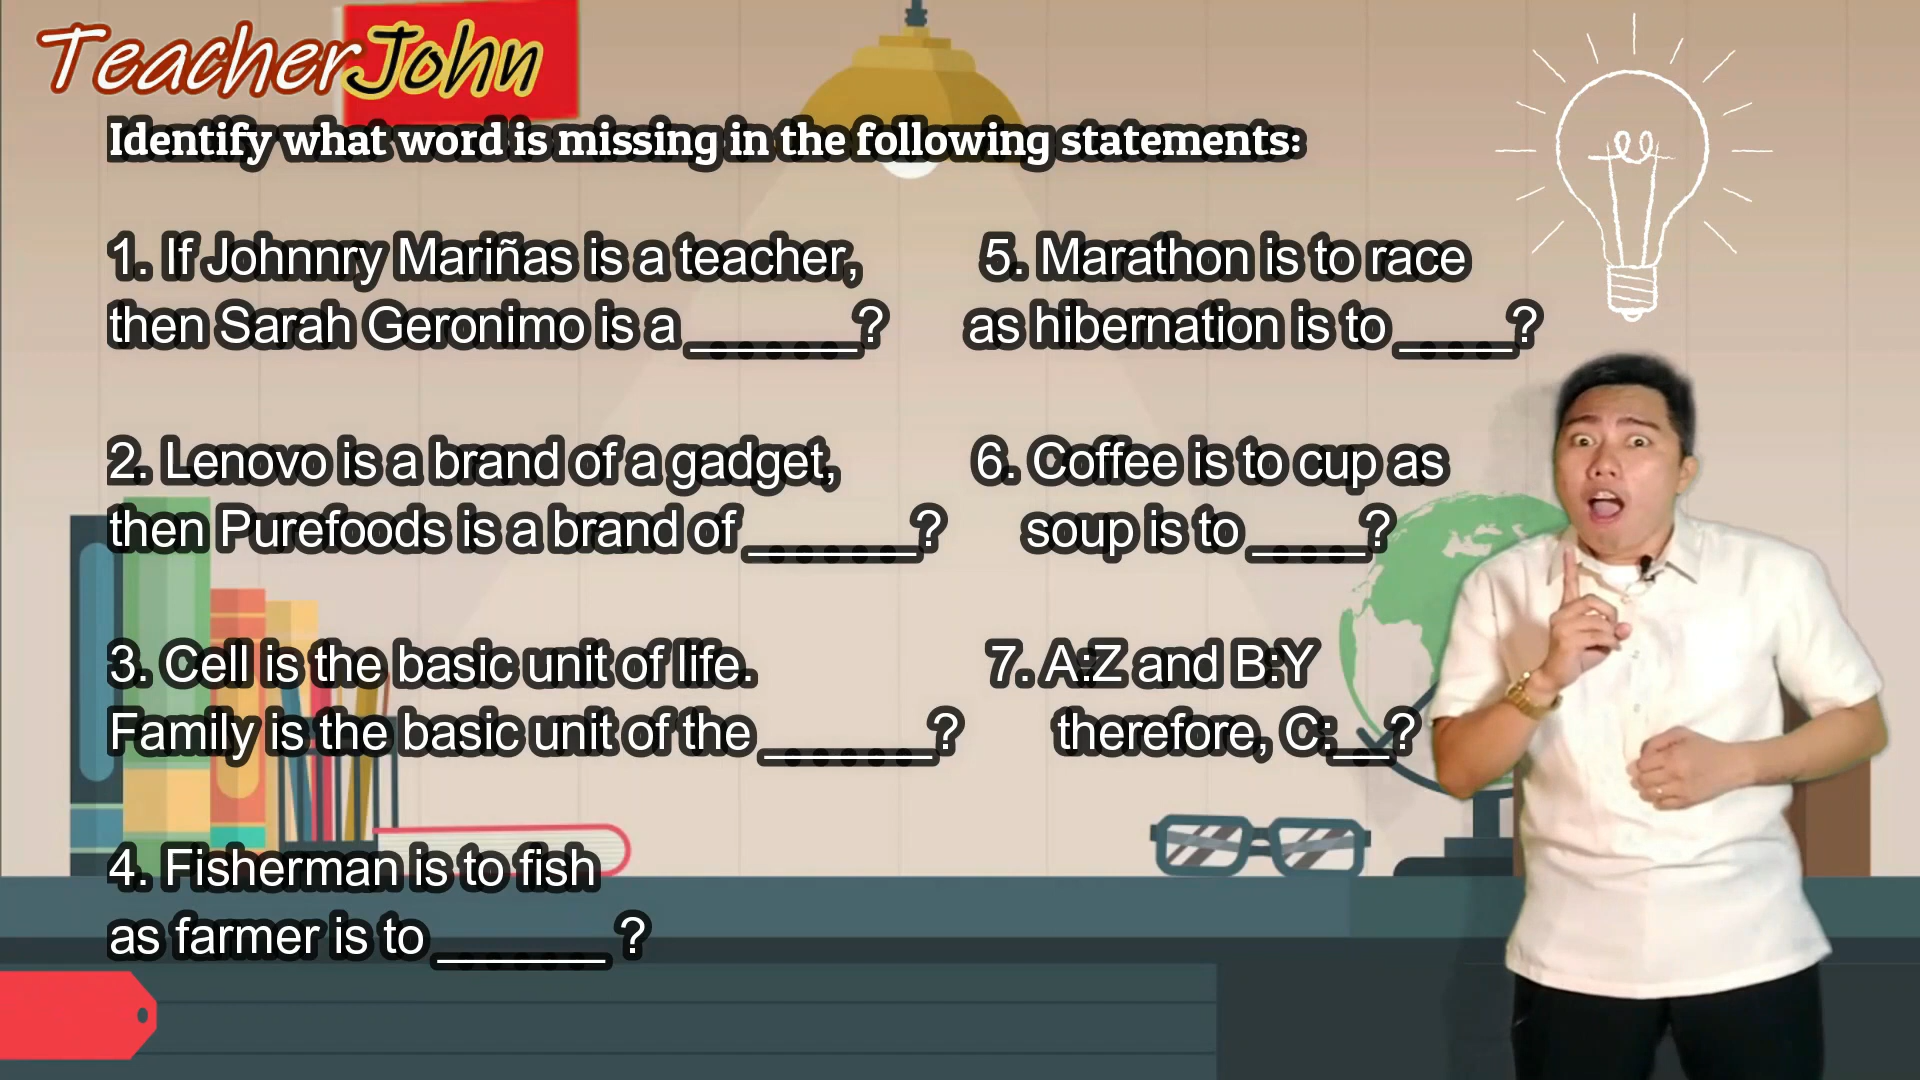 TeacherJohn
Identify what word is missing in the following statements:
1. If Johnnry Mariñas is a teacher,
then Sarah Geronimo is a ______?
2. Lenovo is a brand of a gadget,
then Purefoods is a brand of ______?
3. Cell is the basic unit of life.
Family is the basic unit of the ______?
4. Fisherman is to fish
as farmer is to ______ ?
5. Marathon is to race
as hibernation is to ____?
6. Coffee is to cup as
soup is to ____?
7. A:Z and B:Y
therefore, C:__?